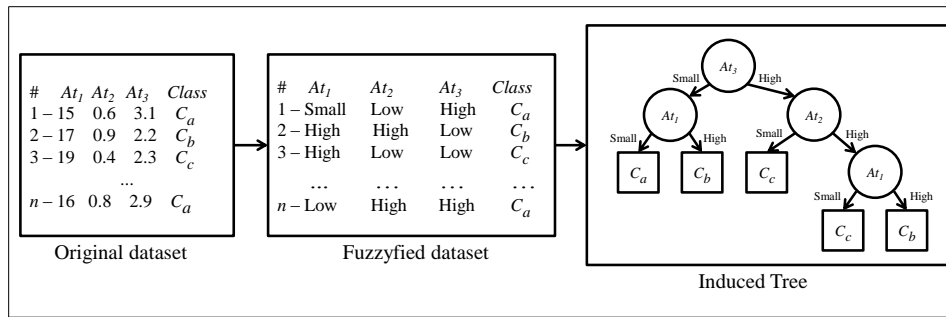 # At1 At2 At3 Class
1 – 15 0.6 3.1 Ca
2 – 17 0.9 2.2 Cb
3 – 19 0.4 2.3 Cc
...
n – 16 0.8 2.9 Ca
Original dataset
# At1 At2 At3 Class
1 – Small Low High Ca
2 – High High Low Cb
3 – High Low Low Cc
... ... ... ...
n – Low High High Ca
Fuzzyfied dataset
At3
Small High
At1 At2
Small High Small High
Ca Cb Cc At1
Small High
Cc Cb
Induced Tree